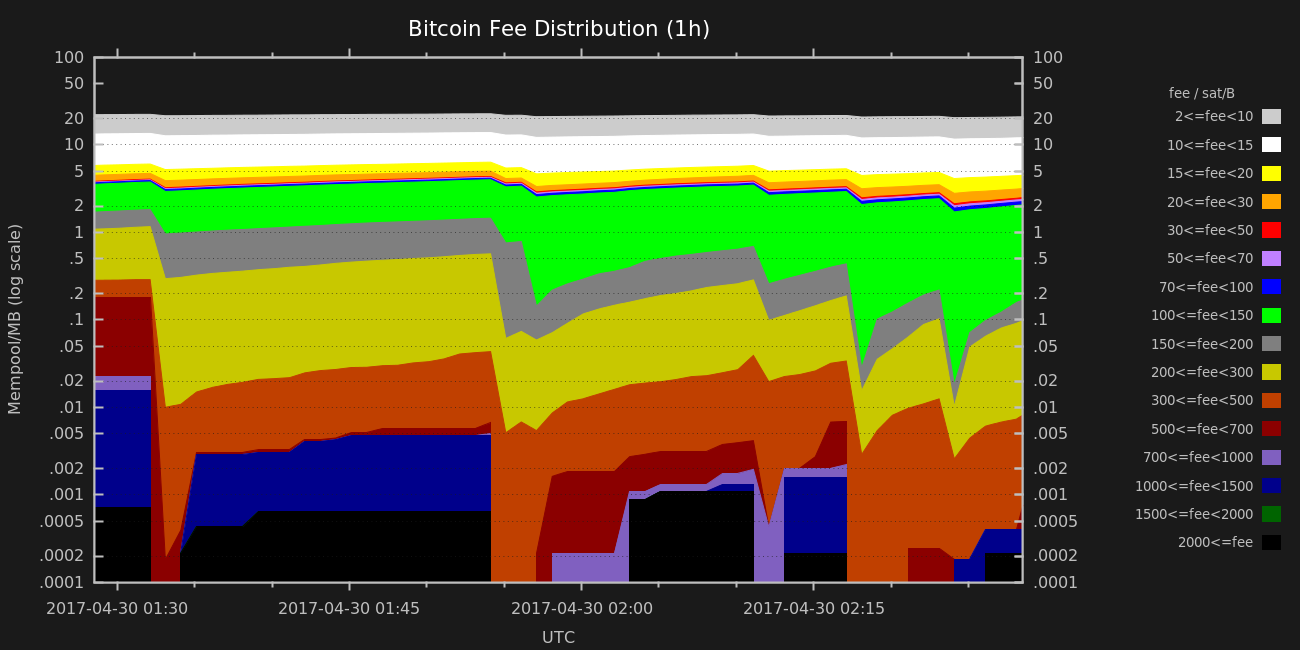 Bitcoin Fee Distribution (1h)
Mempool/MB (log scale)
100
50
20
10
5
2
1
.5
.2
.1
.05
.02
.01
.005
.002
.001
.0005
.0002
.0001
100
50
20
10
5
2
1
.5
.2
.1
.05
.02
.01
.005
.002
.001
.0005
.0002
.0001
2017-04-30 01:30
2017-04-30 01:45
2017-04-30 02:00
2017-04-30 02:15
UTC
fee / sat/B
2<=fee<10
10<=fee<15
15<=fee<20
20<=fee<30
30<=fee<50
50<=fee<70
70<=fee<100
100<=fee<150
150<=fee<200
200<=fee<300
300<=fee<500
500<=fee<700
700<=fee<1000
1000<=fee<1500
1500<=fee<2000
2000<=fee